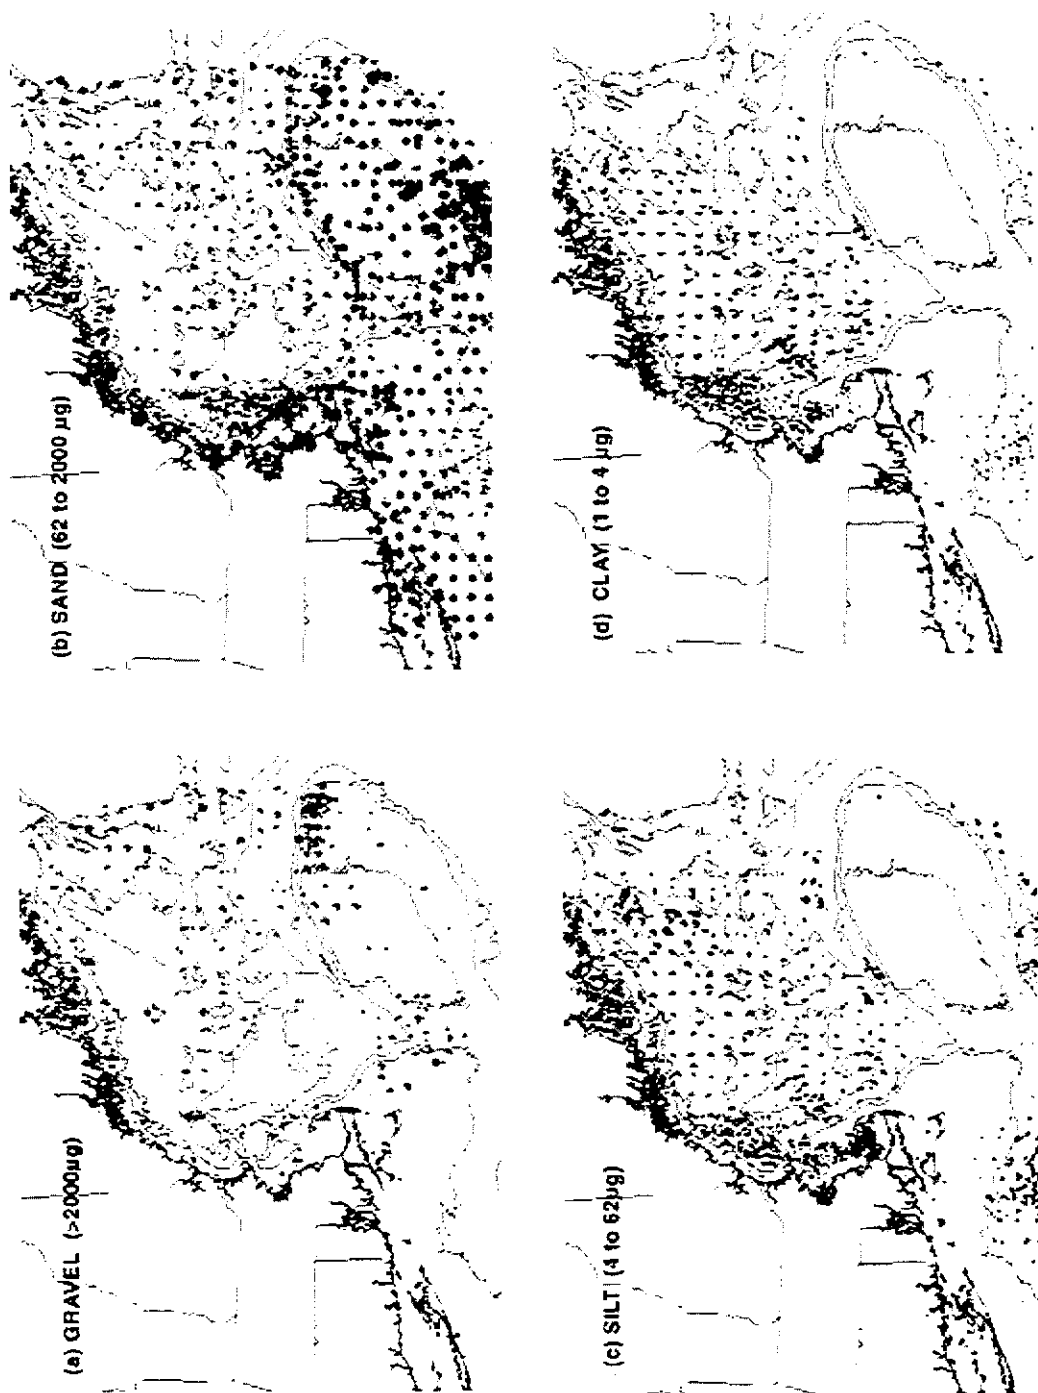 (a) GRAVEL (>2000µg)
(b) SAND (62 to 2000 µg)
(c) SILT (4 to 62µg)
(d) CLAY (1 to 4 µg)